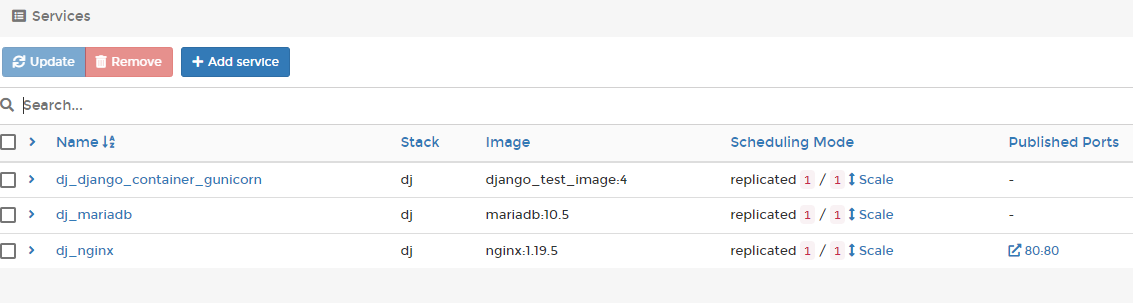 Services
Update Remove Add service
Search...
Name Stack Image Scheduling Mode Published Ports
dj_django_container_gunicorn dj django_test_image:4 replicated 1 / 1 Scale -
dj_mariadb dj mariadb:10.5 replicated 1 / 1 Scale -
dj_nginx dj nginx:1.19.5 replicated 1 / 1 Scale 80:80